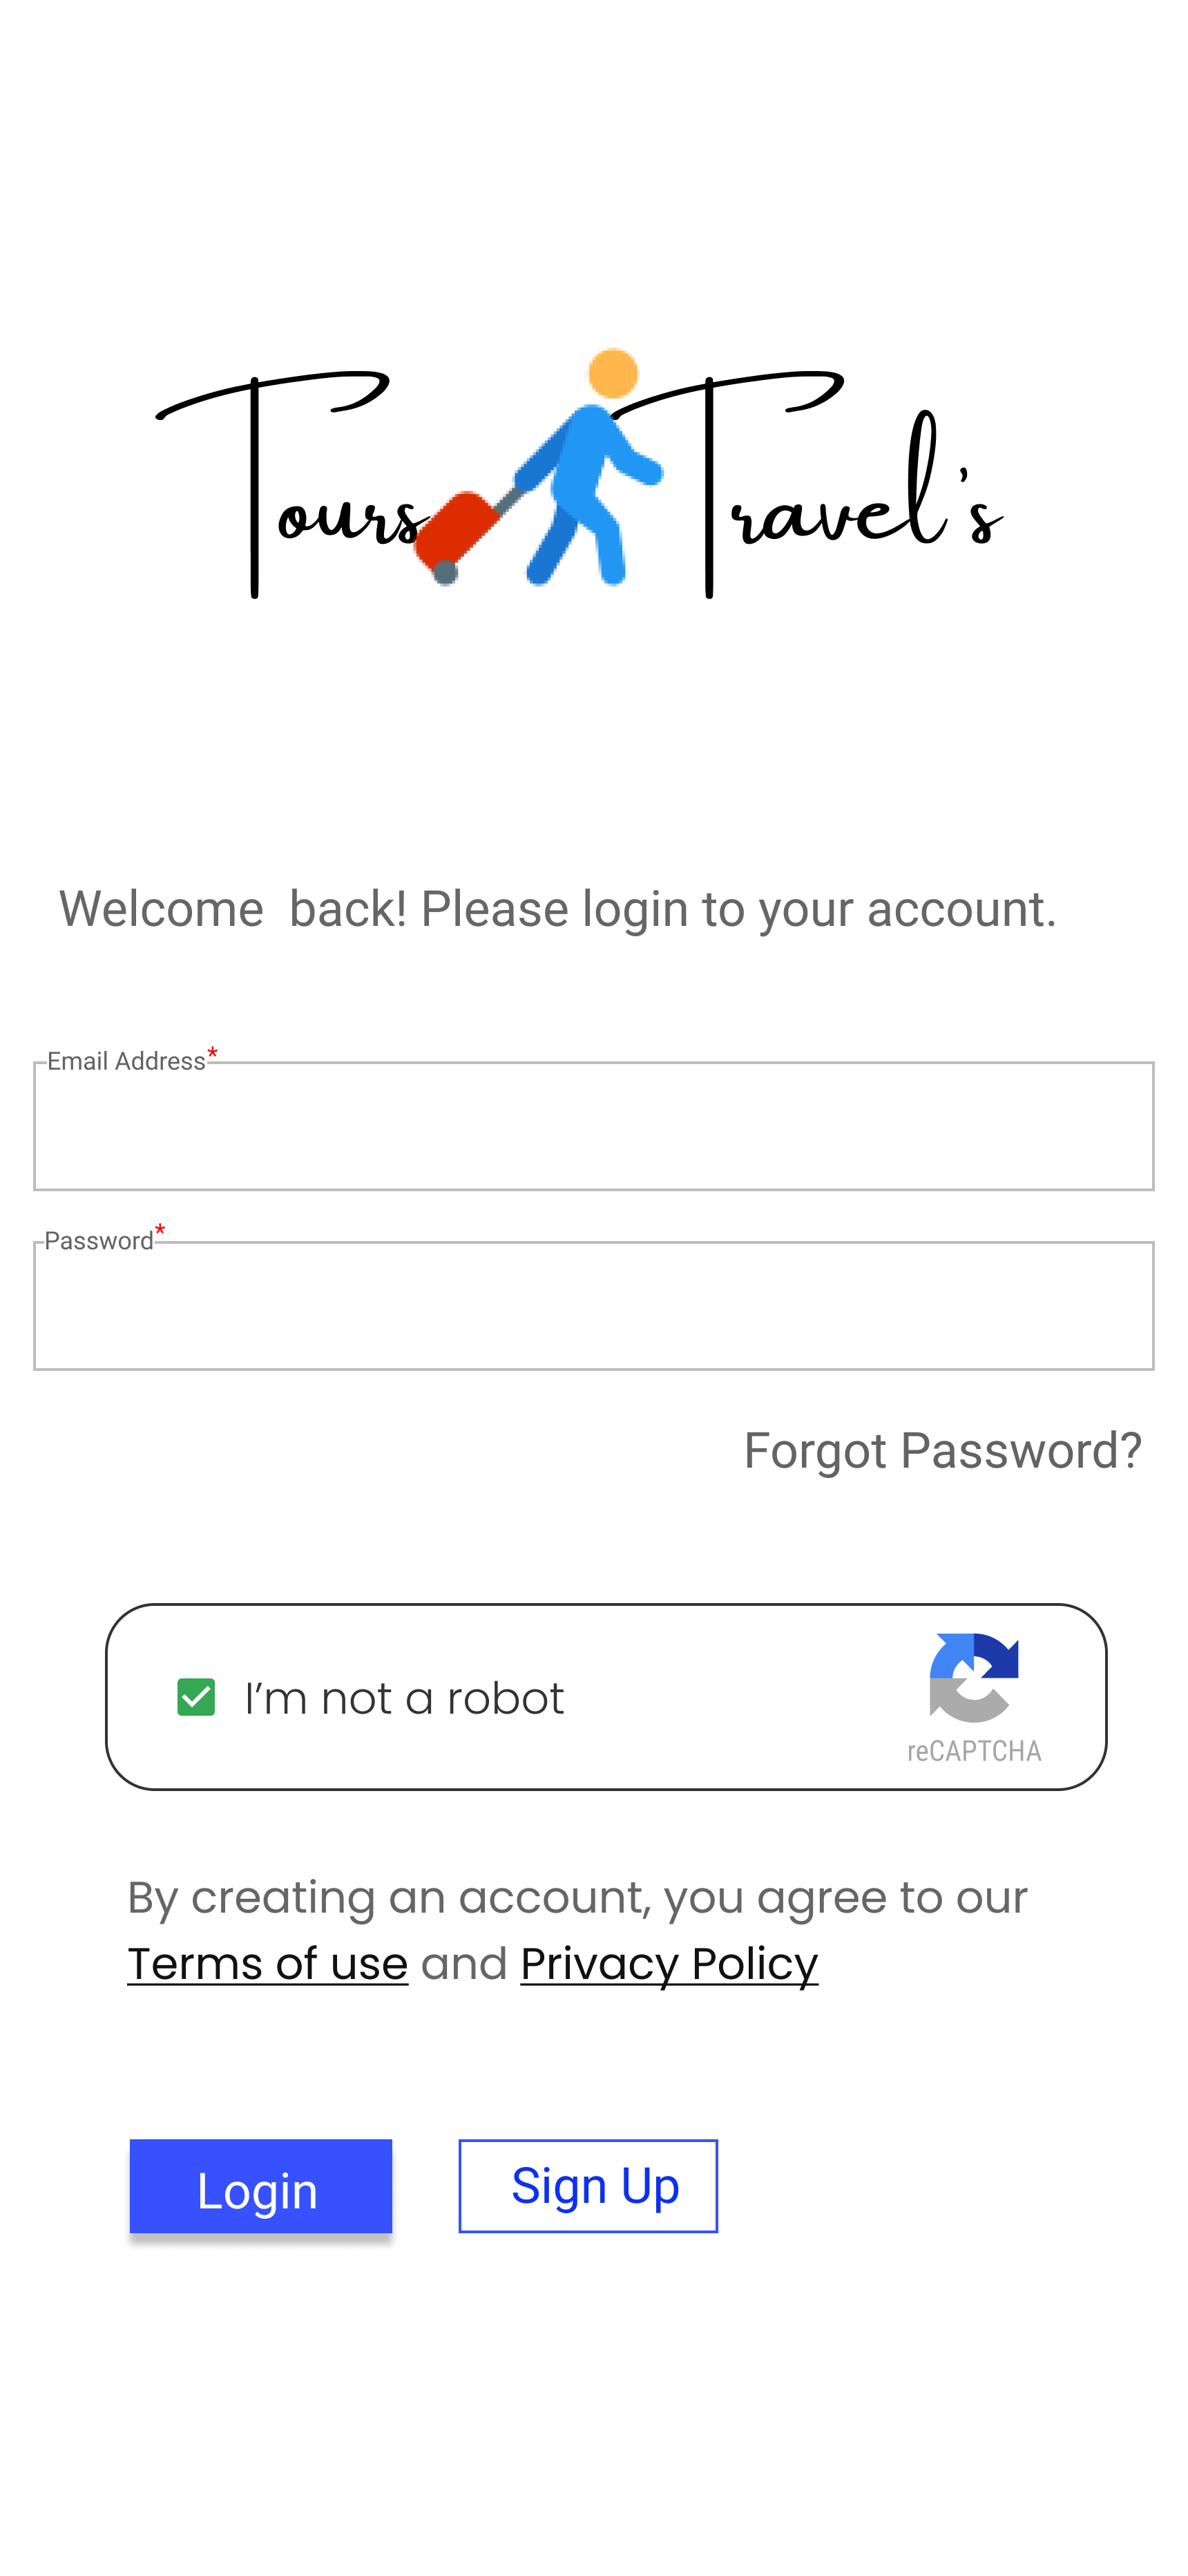 Tours Travel's
Welcome  back! Please login to your account.
Email Address*
Password*
Forgot Password?
I'm not a robot
reCAPTCHA
By creating an account, you agree to our
Terms of use and Privacy Policy
Login Sign Up